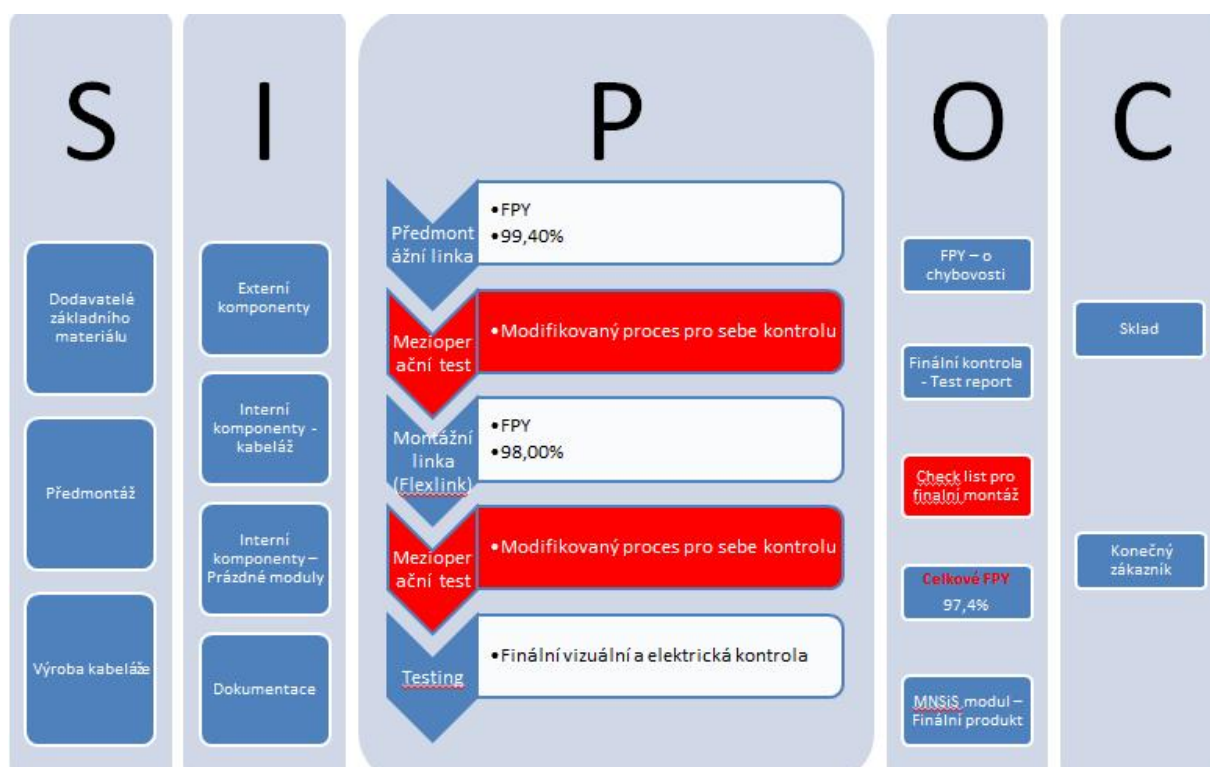 S
I
P
O
C
Dodavatelé
základního
materiálu
Předmontáž
Výroba kabeláže
Externí
komponenty
Interní
komponenty -
kabeláž
Interní
komponenty –
Prázdné moduly
Dokumentace
Předmont
ážní linka
•FPY
•99,40%
Mezioper
ační test
•Modifikovaný proces pro sebe kontrolu
Montážní
linka
(Flexlink)
•FPY
•98,00%
Mezioper
ační test
•Modifikovaný proces pro sebe kontrolu
Testing
•Finální vizuální a elektrická kontrola
FPY – o
chybovosti
Finální kontrola
- Test report
Check list pro
finalní montáž
Celkové FPY
97,4%
MNSiS modul –
Finální produkt
Sklad
Konečný
zákazník